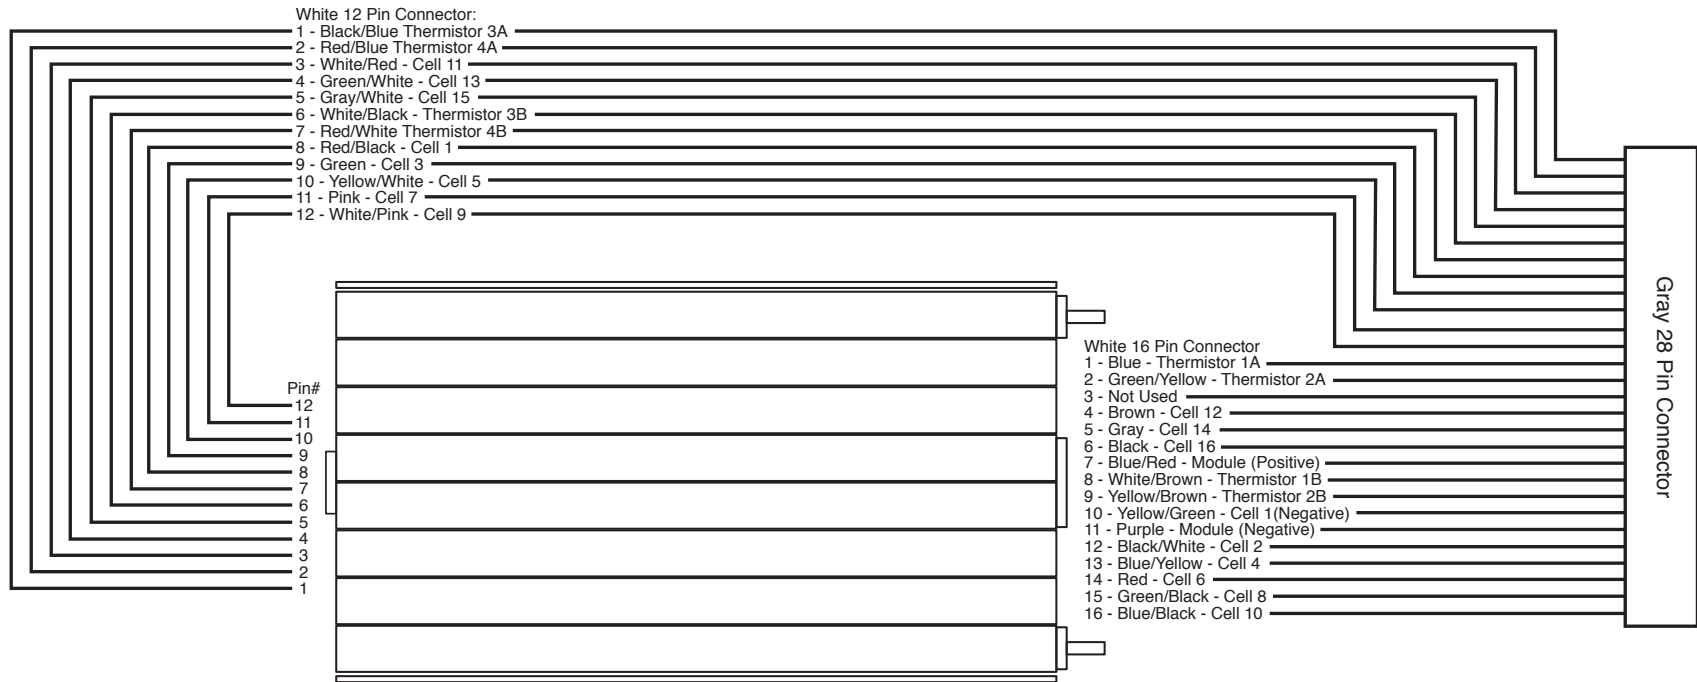 White 12 Pin Connector:
1 - Black/Blue Thermistor 3A
2 - Red/Blue Thermistor 4A
3 - White/Red - Cell 11
4 - Green/White - Cell 13
5 - Gray/White - Cell 15
6 - White/Black - Thermistor 3B
7 - Red/White Thermistor 4B
8 - Red/Black - Cell 1
9 - Green - Cell 3
10 - Yellow/White - Cell 5
11 - Pink - Cell 7
12 - White/Pink - Cell 9
Pin#
12
11
10
9
8
7
6
5
4
3
2
1
White 16 Pin Connector
1 - Blue - Thermistor 1A
2 - Green/Yellow - Thermistor 2A
3 - Not Used
4 - Brown - Cell 12
5 - Gray - Cell 14
6 - Black - Cell 16
7 - Blue/Red - Module (Positive)
8 - White/Brown - Thermistor 1B
9 - Yellow/Brown - Thermistor 2B
10 - Yellow/Green - Cell 1(Negative)
11 - Purple - Module (Negative)
12 - Black/White - Cell 2
13 - Blue/Yellow - Cell 4
14 - Red - Cell 6
15 - Green/Black - Cell 8
16 - Blue/Black - Cell 10
Gray 28 Pin Connector